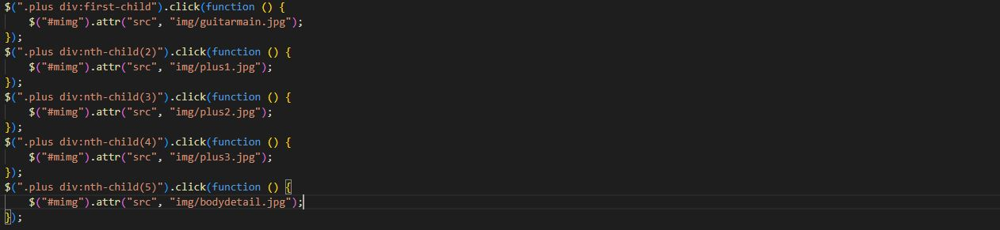 $(".plus div:first-child").click(function () {
    $("#mimg").attr("src", "img/guitarmain.jpg");
});
$(".plus div:nth-child(2)").click(function () {
    $("#mimg").attr("src", "img/plus1.jpg");
});
$(".plus div:nth-child(3)").click(function () {
    $("#mimg").attr("src", "img/plus2.jpg");
});
$(".plus div:nth-child(4)").click(function () {
    $("#mimg").attr("src", "img/plus3.jpg");
});
$(".plus div:nth-child(5)").click(function () {
    $("#mimg").attr("src", "img/bodydetail.jpg");
});